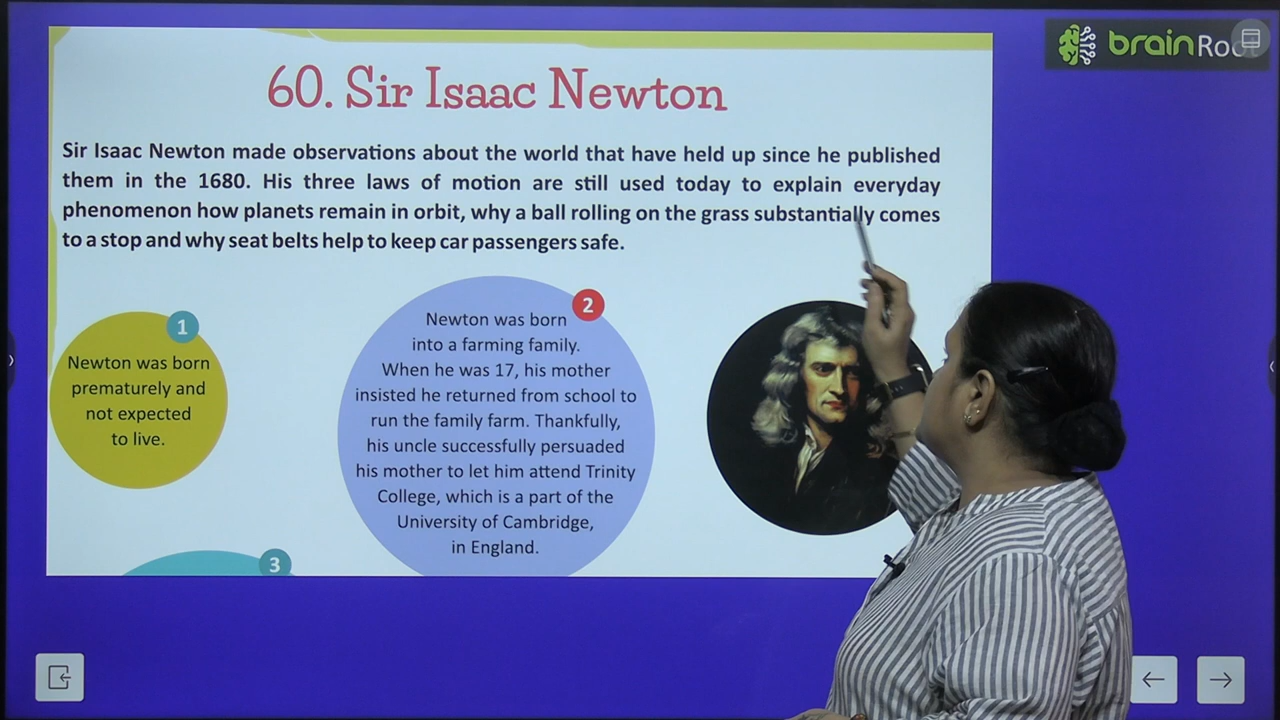 brainRo
60. Sir Isaac Newton
Sir Isaac Newton made observations about the world that have held up since he published
them in the 1680. His three laws of motion are still used today to explain everyday
phenomenon how planets remain in orbit, why a ball rolling on the grass substantially comes
to a stop and why seat belts help to keep car passengers safe.
1
Newton was born
prematurely and
not expected
to live.
2
Newton was born
into a farming family.
When he was 17, his mother
insisted he returned from school to
run the family farm. Thankfully,
his uncle successfully persuaded
his mother to let him attend Trinity
College, which is a part of the
University of Cambridge,
in England.
3